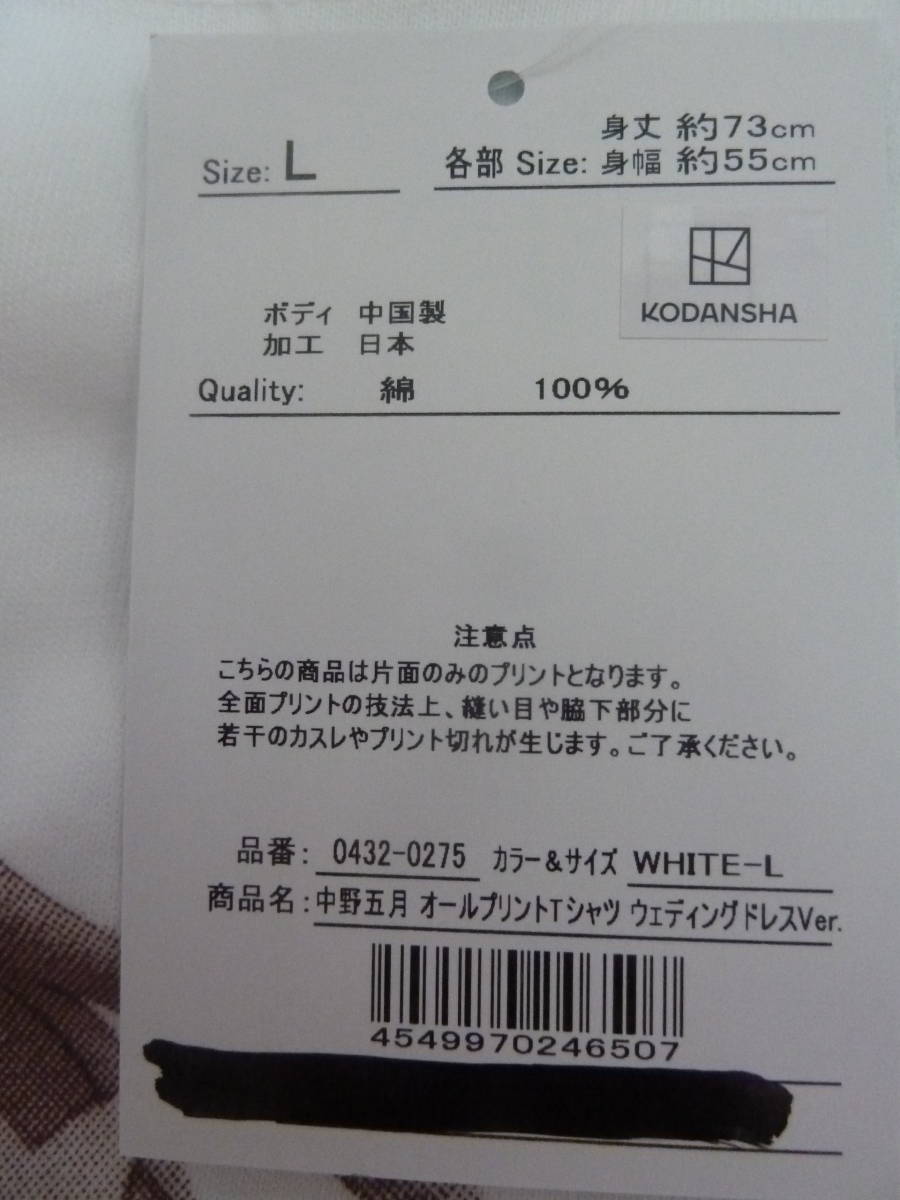 Size: L
身丈 約73cm
各部 Size: 身幅 約55cm
KODANSHA
ボディ 中国製
加工 日本
Quality: 綿 100%
注意点
こちらの商品は片面のみのプリントとなります。
全面プリントの技法上、縫い目や脇下部分に
若干のカスレやプリント切れが生じます。ご了承ください。
品番: 0432-0275 カラー&サイズ WHITE-L
商品名: 中野五月 オールプリントTシャツ ウェディングドレスVer.
4549970246507